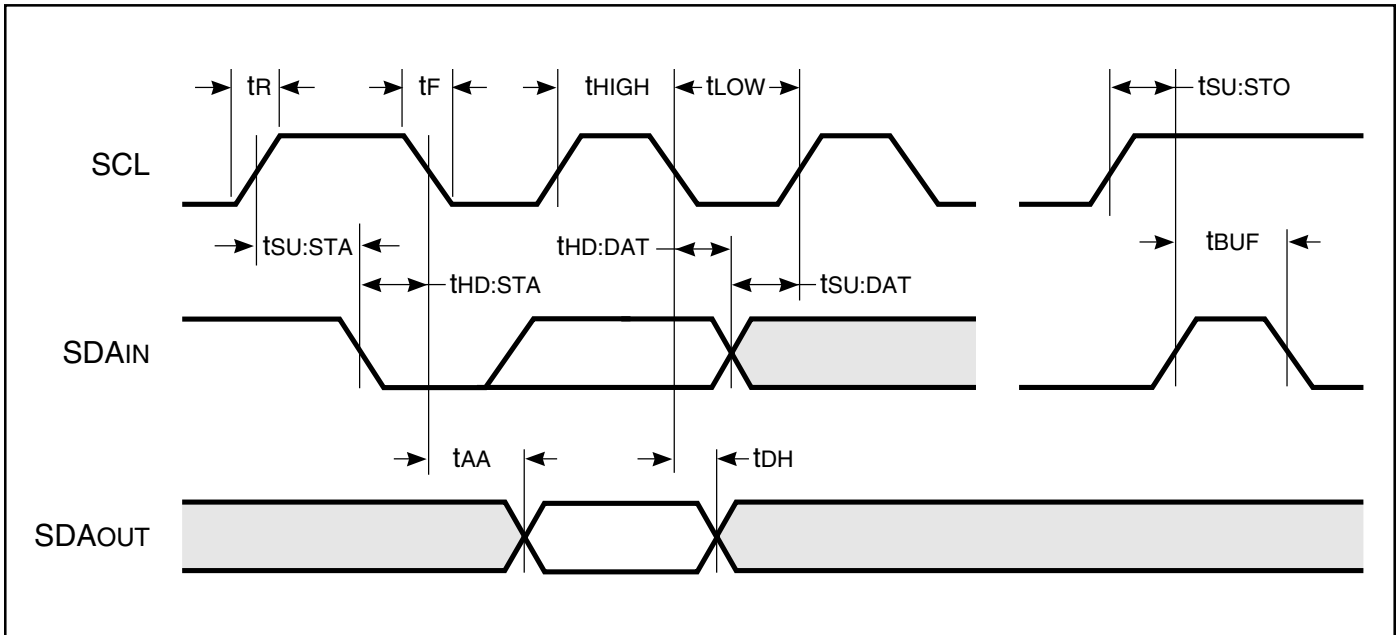 tR
tF
tHIGH
tLOW
tSU:STO
SCL
tSU:STA
tHD:DAT
tBUF
tHD:STA
tSU:DAT
SDAIN
tAA
tDH
SDAOUT